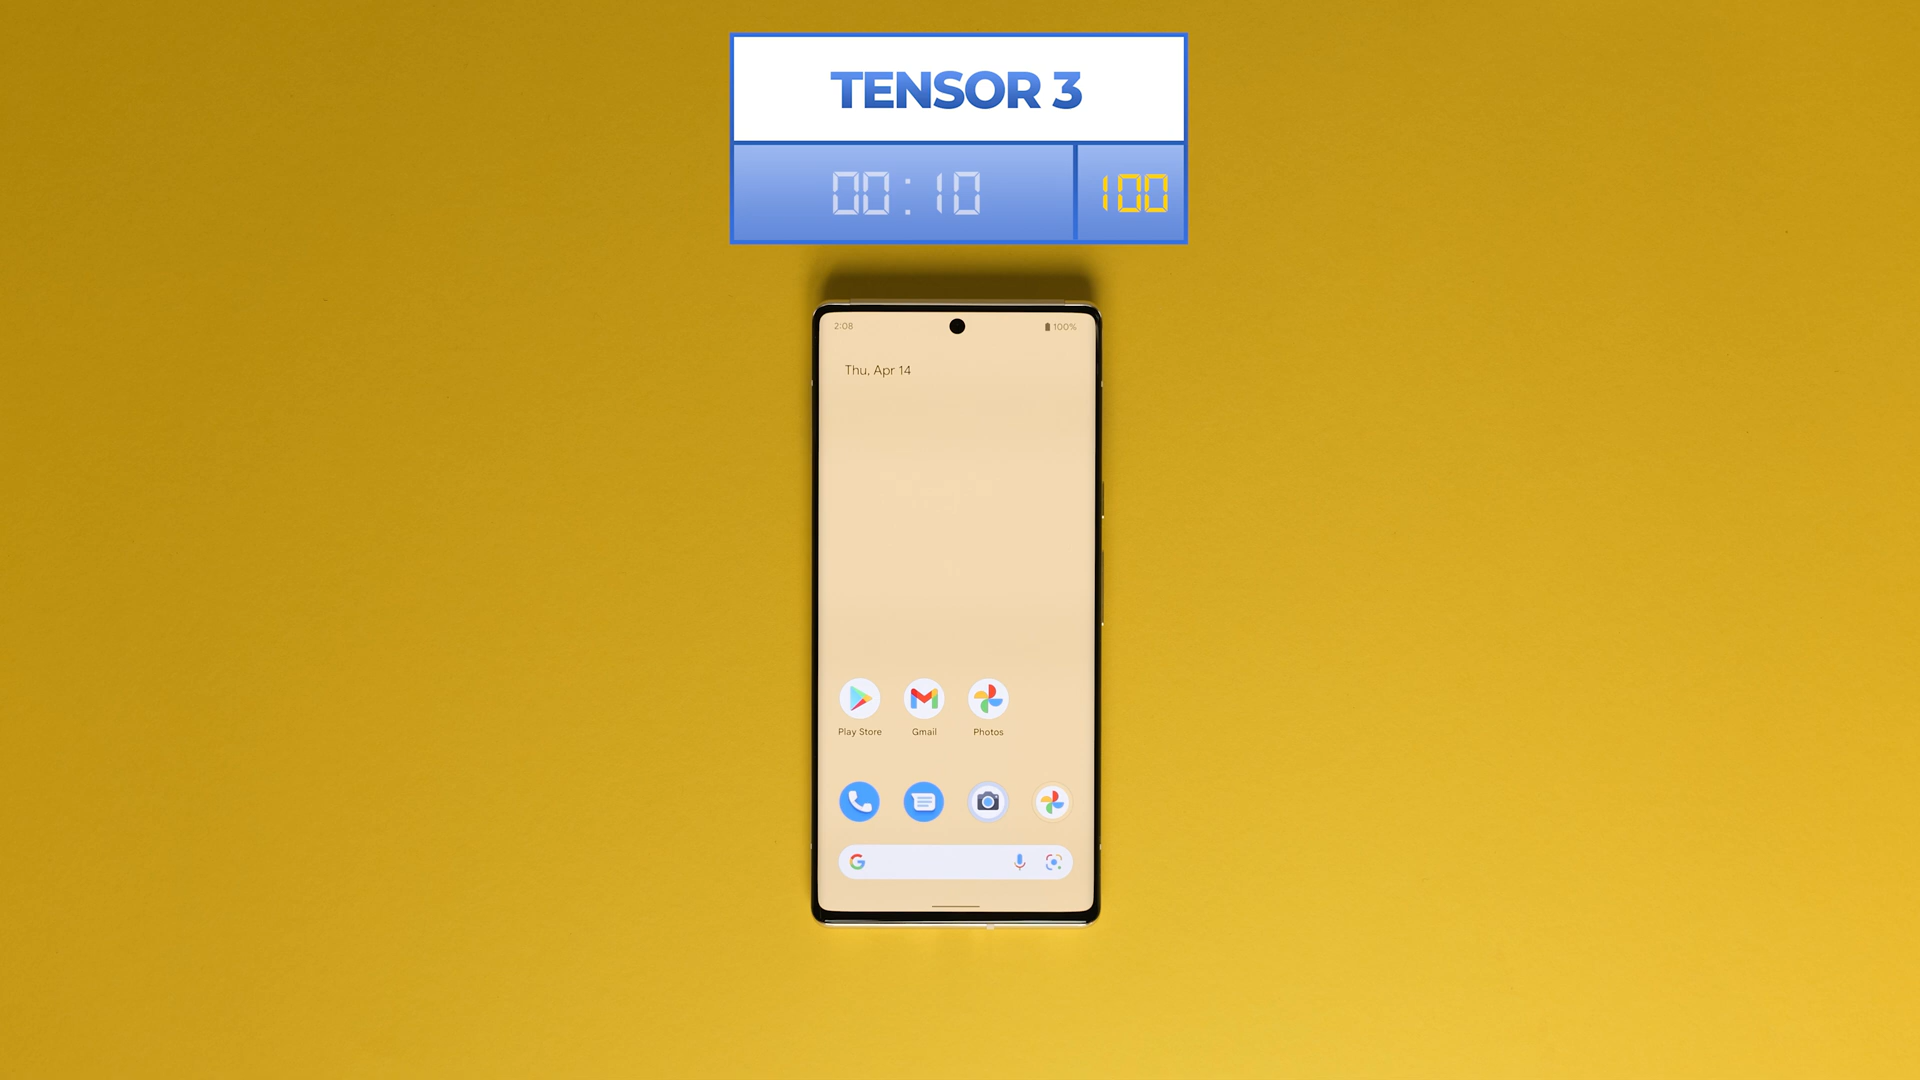 TENSOR 3
00:10
100
2:08
100%
Thu, Apr 14
Play Store
Gmail
Photos